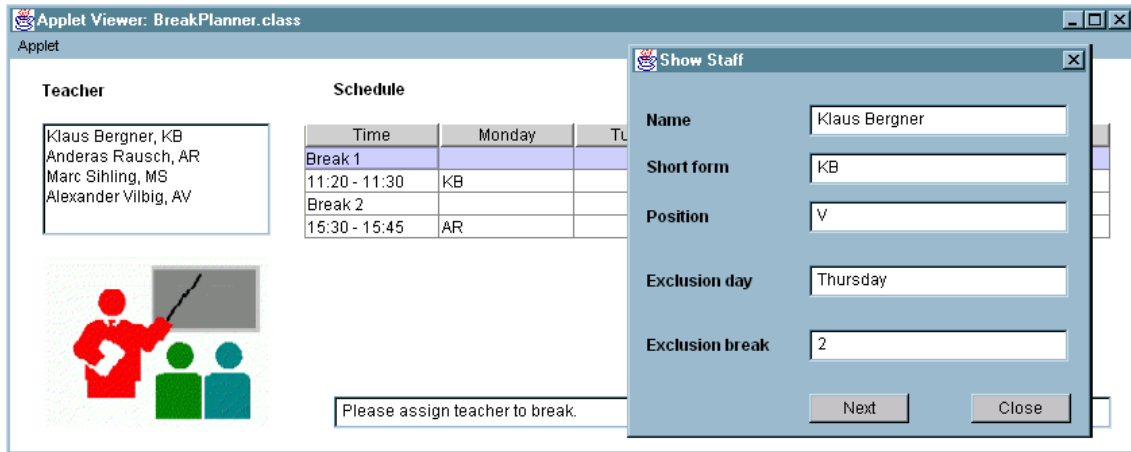 Applet Viewer: BreakPlanner.class
Applet
Teacher
Klaus Bergner, KB
Anderas Rausch, AR
Marc Sihling, MS
Alexander Vilbig, AV
Schedule
Time Monday Tu
Break 1
11:20 - 11:30 KB
Break 2
15:30 - 15:45 AR
Please assign teacher to break.
Show Staff
Name Klaus Bergner
Short form KB
Position V
Exclusion day Thursday
Exclusion break 2
Next Close